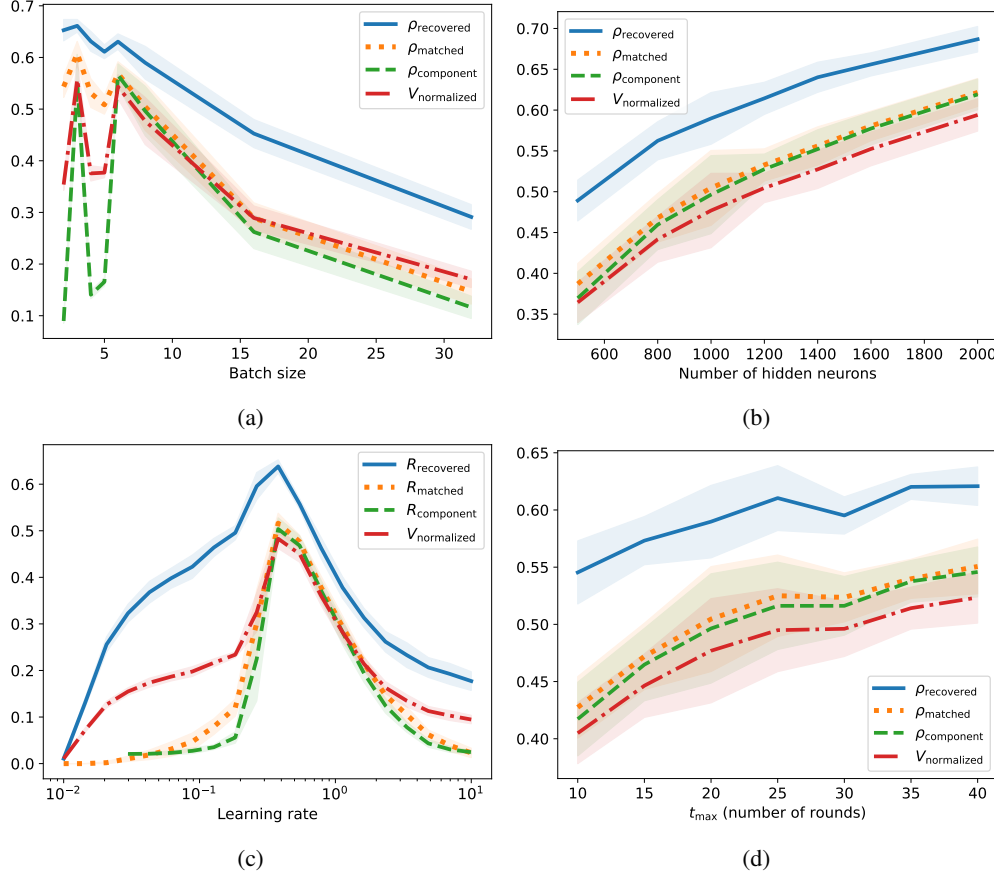 0.7
0.6
0.5
0.4
0.3
0.2
0.1
ρrecovered
ρmatched
ρcomponent
Vnormalized
5 10 15 20 25 30
Batch size
(a)
0.70
0.65
0.60
0.55
0.50
0.45
0.40
0.35
ρrecovered
ρmatched
ρcomponent
Vnormalized
600 800 1000 1200 1400 1600 1800 2000
Number of hidden neurons
(b)
0.6
0.5
0.4
0.3
0.2
0.1
0.0
Rrecovered
Rmatched
Rcomponent
Vnormalized
10⁻² 10⁻¹ 10⁰ 10¹
Learning rate
(c)
0.65
0.60
0.55
0.50
0.45
0.40
ρrecovered
ρmatched
ρcomponent
Vnormalized
10 15 20 25 30 35 40
tmax (number of rounds)
(d)